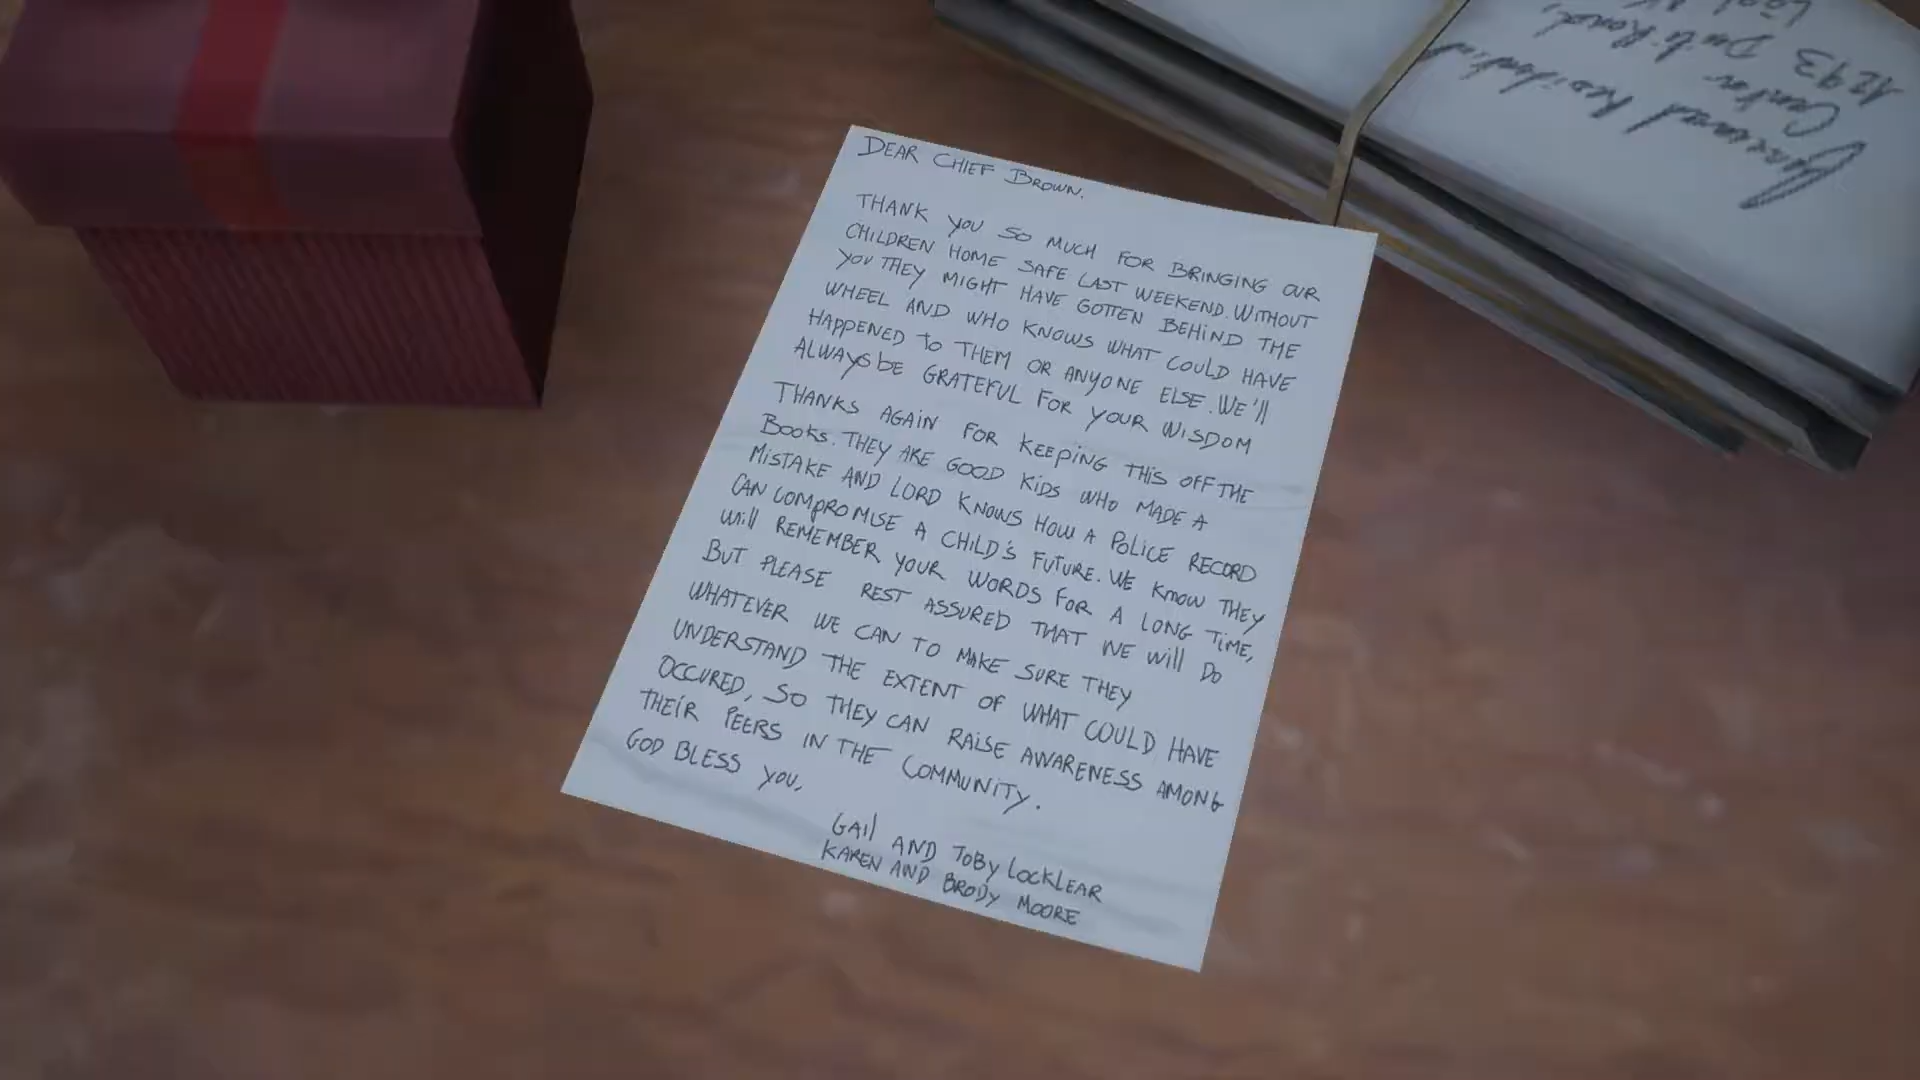 DEAR CHIEF BROWN.
THANK YOU SO MUCH FOR BRINGING OUR
CHILDREN HOME SAFE LAST WEEKEND. WITHOUT
YOU THEY MIGHT HAVE GOTTEN BEHIND THE
WHEEL AND WHO KNOWS WHAT COULD HAVE
HAPPENED TO THEM OR ANYONE ELSE. WE'll
ALWAYS bE GRATEFUL FOR YOUR WISDOM
THANKS AGAIN FOR KEEPING THIS OFF THE
Books. THEY ARE GOOD KiDS WHO MADE A
MiSTAKE AND LORD KNOWS HOW A POLiCE RECORD
CAN COMPROMISE A CHiLD'S FUTURE. WE KNOW THEY
Will REMEMBER YOUR WORDS FOR A LONG TiME,
BUT PLEASE REST ASSURED THAT WE Will DO
WHATEVER WE CAN TO MAKE SURE THEY
UNDERSTAND THE EXTENT OF WHAT COULD HAVE
OCCURED, SO THEY CAN RAiSE AWARENESS AMONG
THEiR PEERS IN THE COMMUNiTY.
GOD BLESS YOU,
GAil AND TOBY LOCKLEAR
KAREN AND BRODY MOORE
Residential
Center
1293
Road,